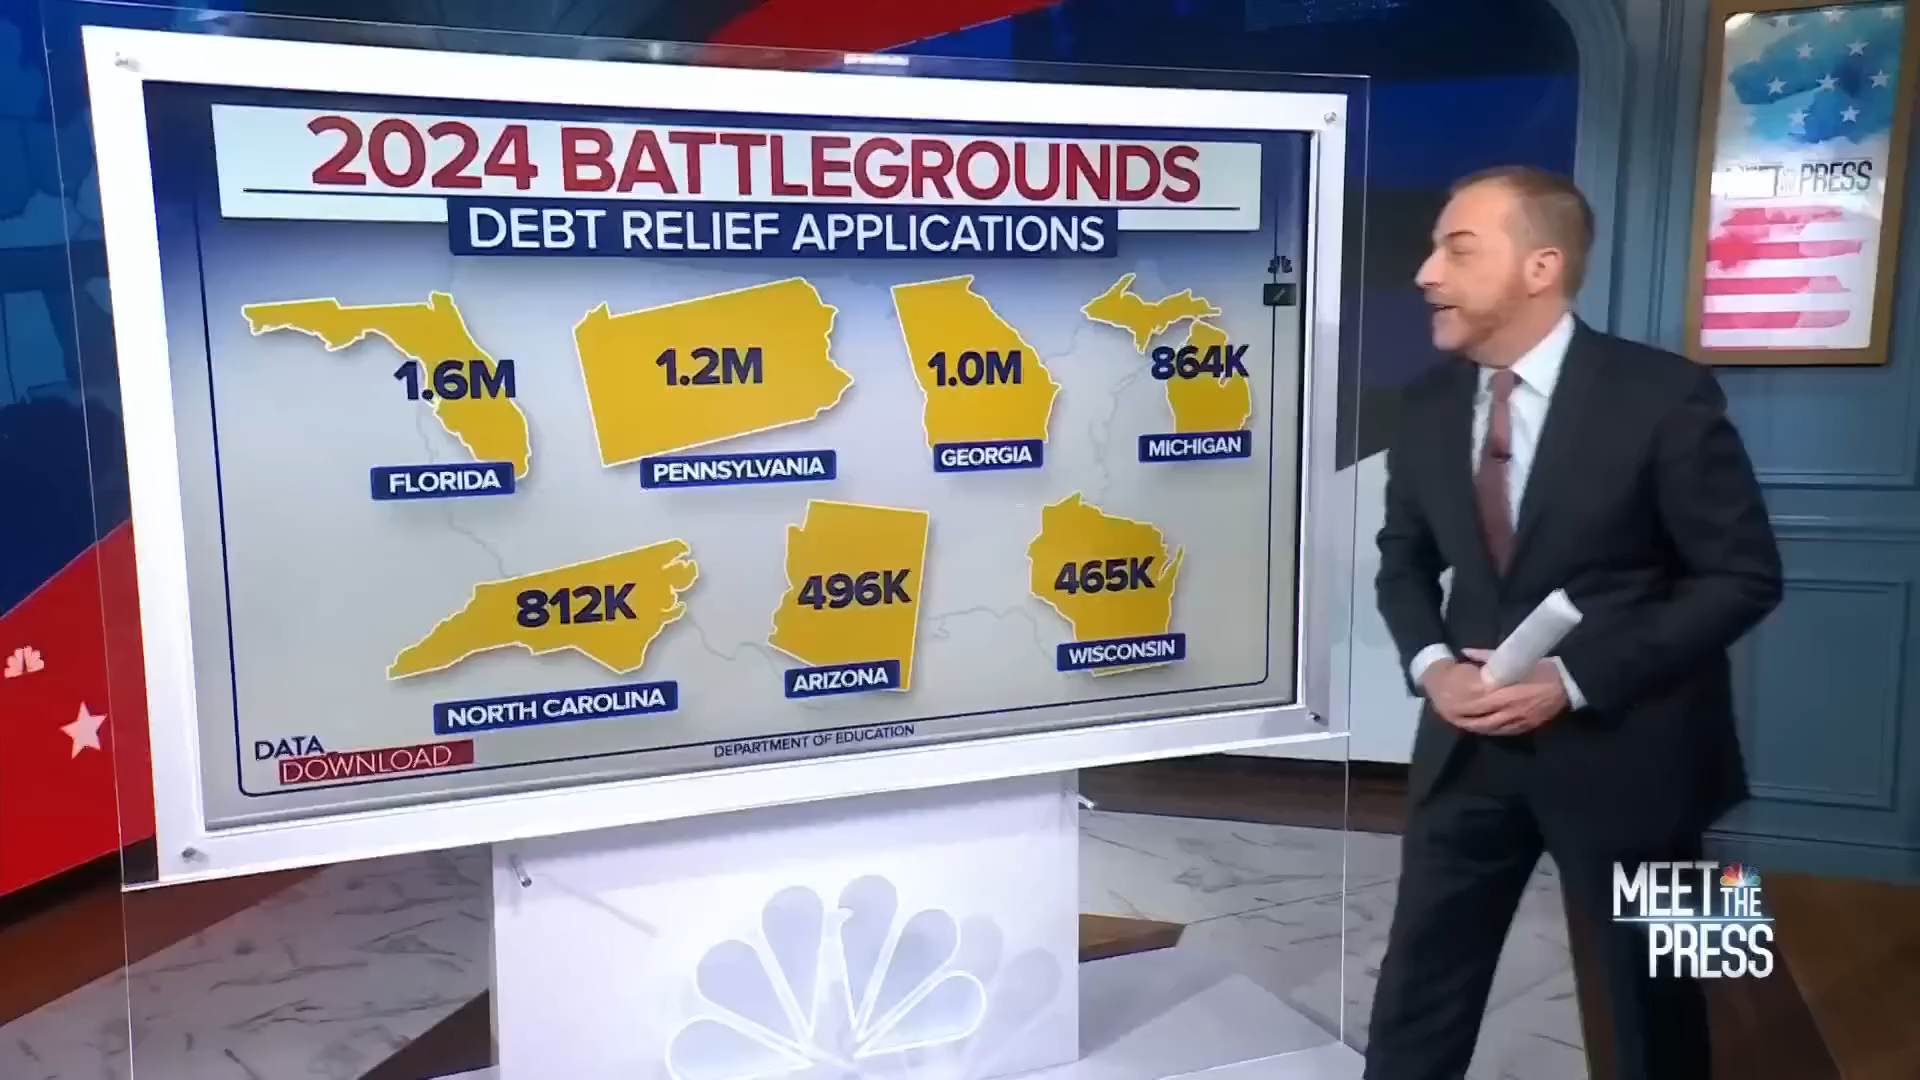 2024 BATTLEGROUNDS
DEBT RELIEF APPLICATIONS
1.6M
FLORIDA
1.2M
PENNSYLVANIA
1.0M
GEORGIA
864K
MICHIGAN
812K
NORTH CAROLINA
496K
ARIZONA
465K
WISCONSIN
DATA
DOWNLOAD
DEPARTMENT OF EDUCATION
PRESS
MEET
THE
PRESS